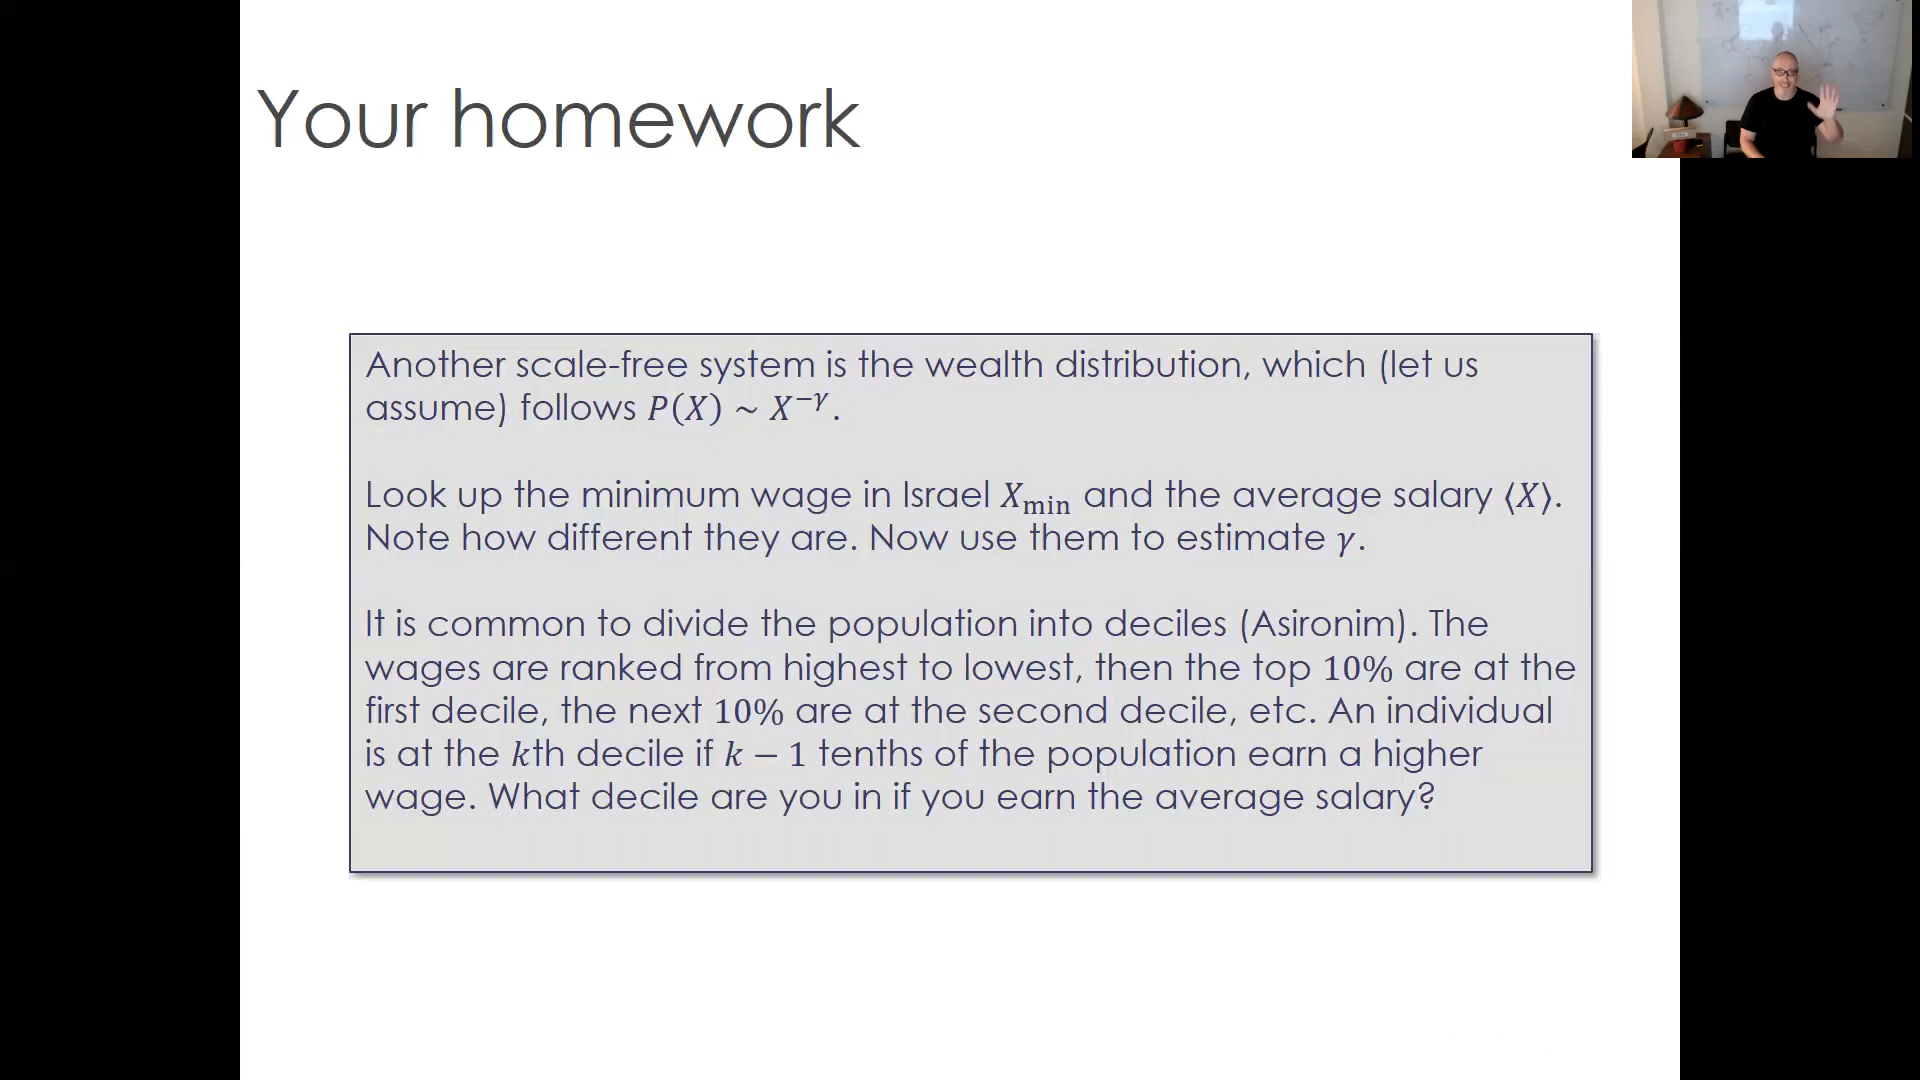 Your homework
Another scale-free system is the wealth distribution, which (let us
assume) follows P(X) ~ X^{−γ}.
Look up the minimum wage in Israel X_{min} and the average salary ⟨X⟩.
Note how different they are. Now use them to estimate γ.
It is common to divide the population into deciles (Asironim). The
wages are ranked from highest to lowest, then the top 10% are at the
first decile, the next 10% are at the second decile, etc. An individual
is at the kth decile if k − 1 tenths of the population earn a higher
wage. What decile are you in if you earn the average salary?